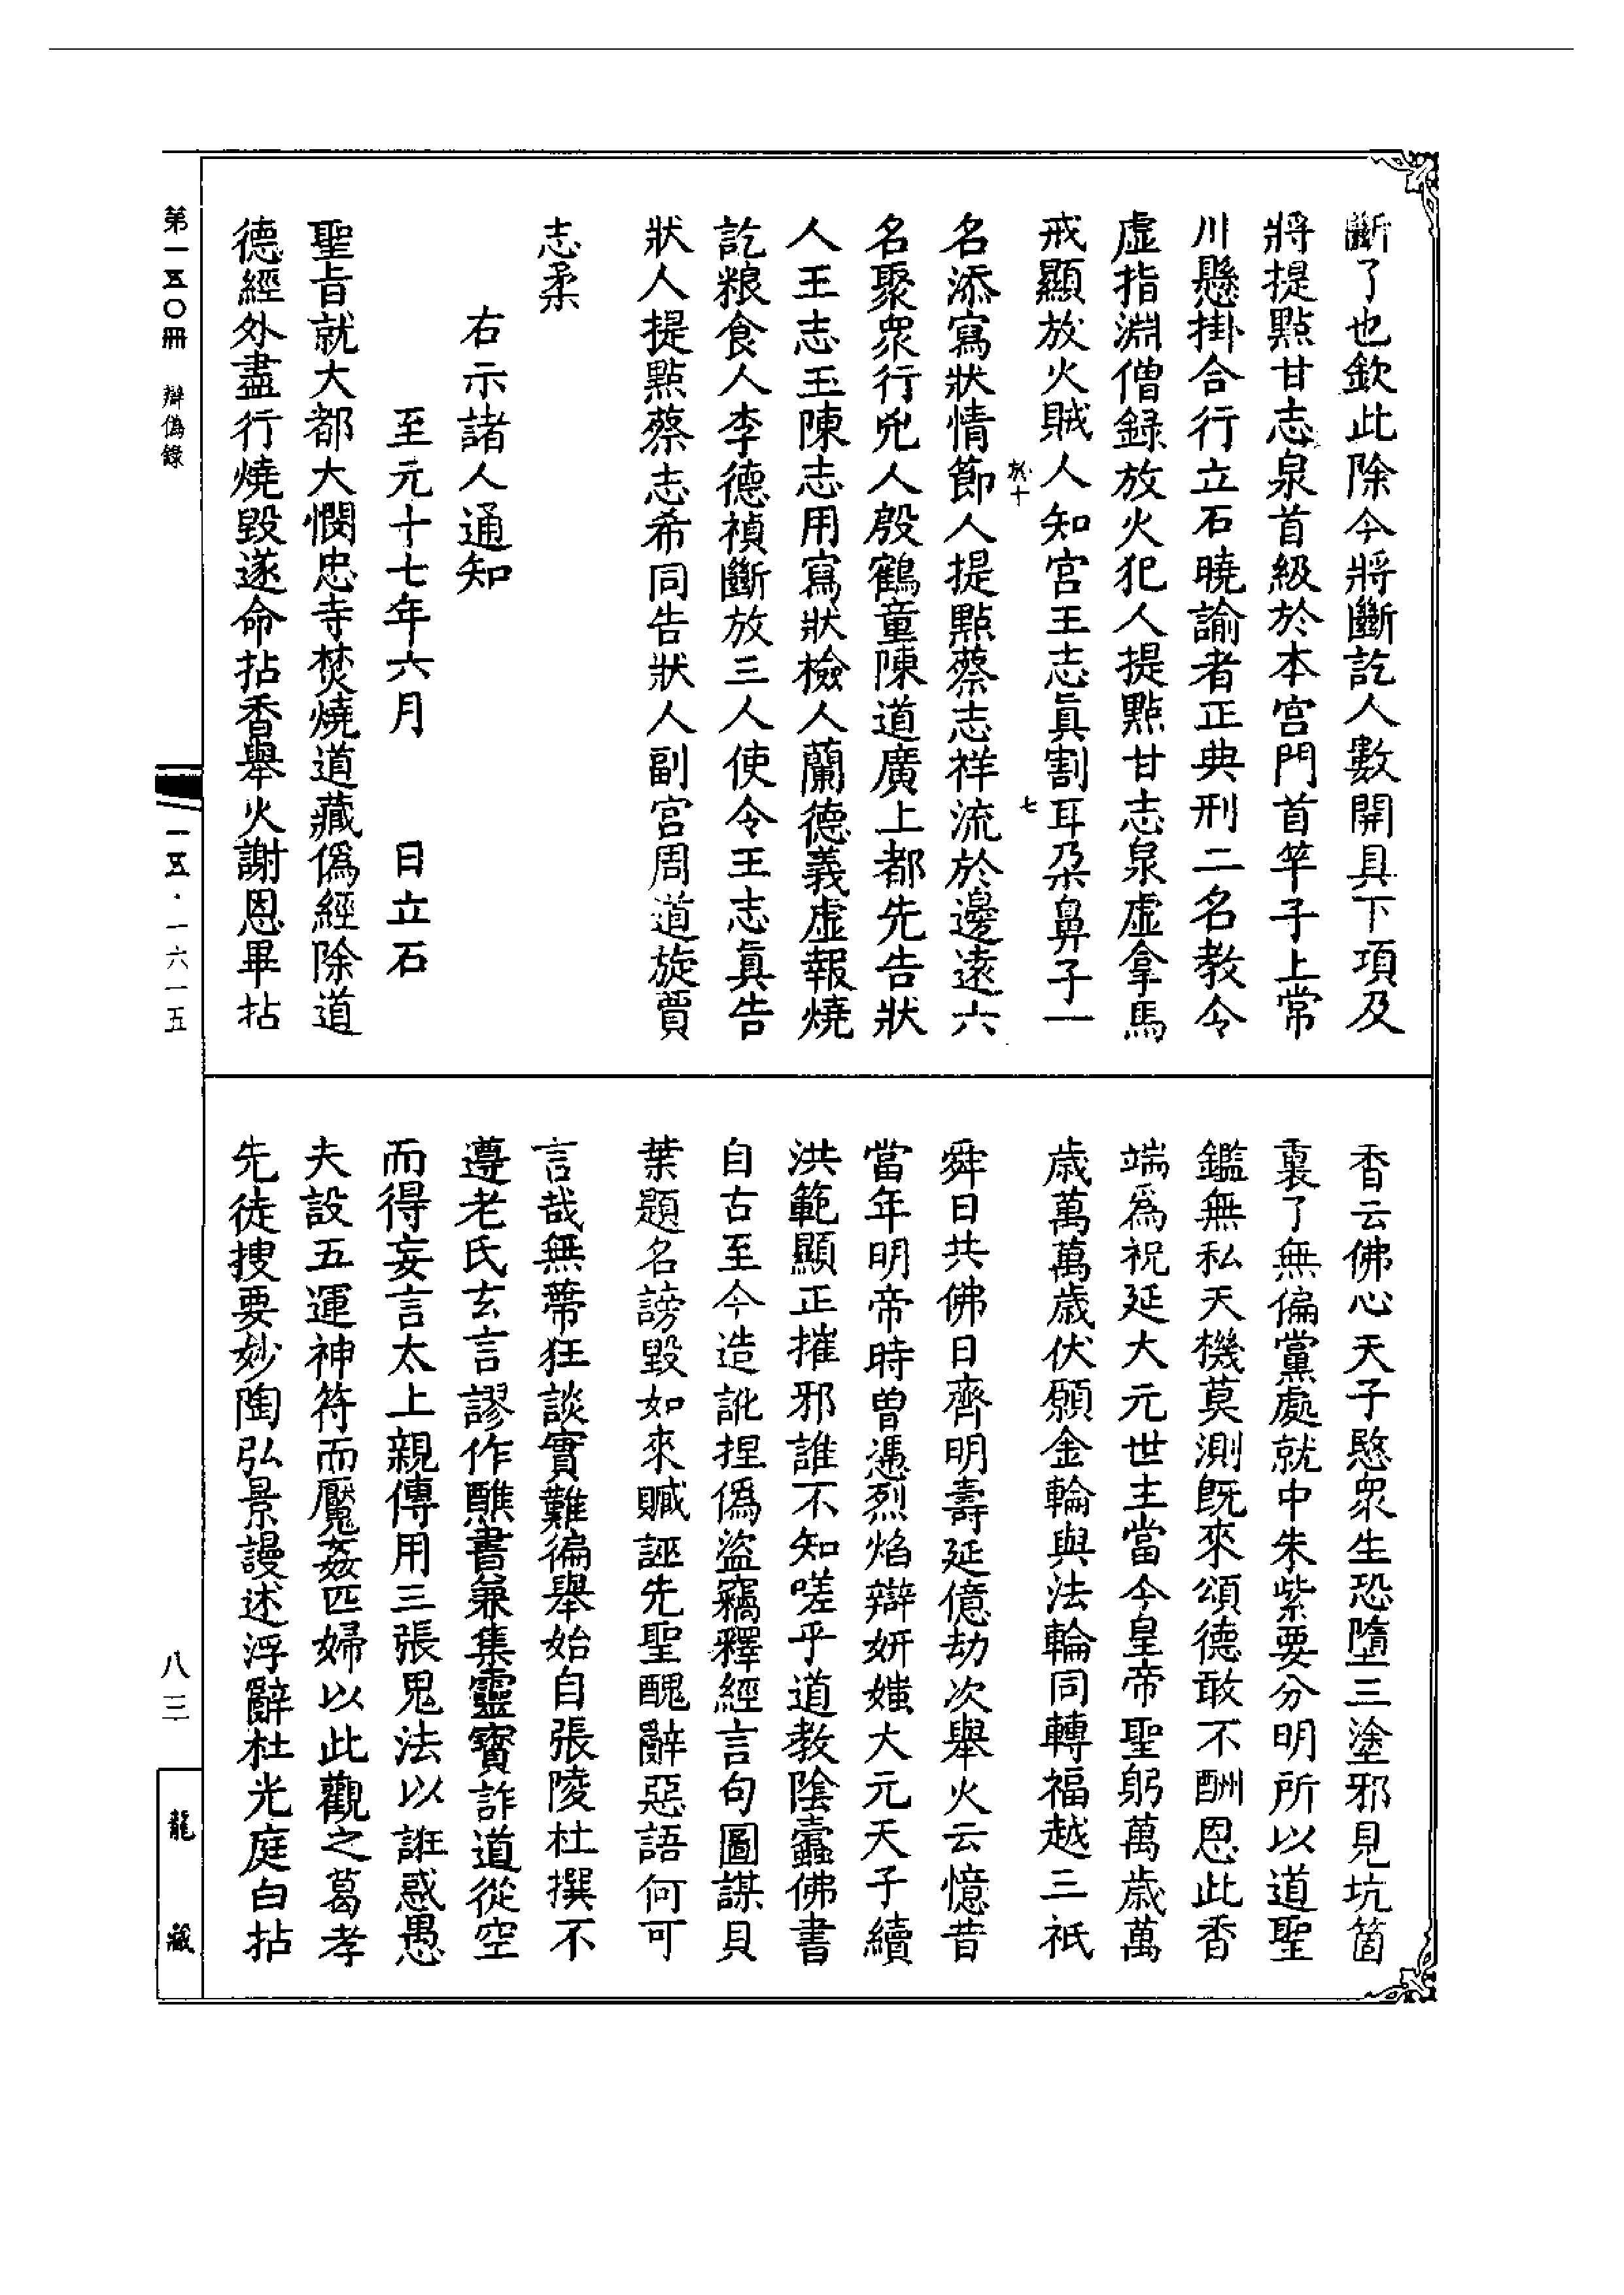 斷了也欽此除今將斷訖人數開具下項及
將提點甘志泉首級於本宮門首竿子上常
川懸掛合行立石曉諭者正典刑二名教令
虛指淵僧録放火犯人提點甘志泉虛拿馬
戒顯放火賊人知宮王志眞割耳朶鼻子一
七
名添寫狀情節人提點蔡志祥流於邊遠六
名聚衆行兇人殷鶴童陳道廣上都先告狀
人王志玉陳志用寫狀檢人蘭德義虛報燒
訖粮食人李德禎斷放三人使令王志眞告
狀人提點蔡志希同告狀人副宮周道旋賈
志柔
右示諸人通知
至元十七年六月 日立石
聖旨就大都大憫忠寺焚燒道藏僞經除道
德經外盡行燒毀遂命拈香舉火謝恩畢拈
香云佛心天子愍衆生恐墮三塗邪見坑箇
裏了無偏黨處就中朱紫要分明所以道聖
鑑無私天機莫測旣來頌德敢不酬恩此香
端爲祝延大元世主當今皇帝聖躬萬歲萬
歲萬萬歲伏願金輪與法輪同轉福越三祇
舜日共佛日齊明壽延億劫次舉火云憶昔
當年明帝時曾憑烈焰辯妍媸大元天子續
洪範顯正摧邪誰不知嗟乎道教陰蠹佛書
自古至今造訛捏僞盜竊釋經言句圖謀貝
葉題名謗毀如來贓誣先聖醜辭惡語何可
言哉無蔕狂談實難徧舉始自張陵杜撰不
遵老氏玄言謬作醮書兼集靈寶詐道從空
而得妄言太上親傳用三張鬼法以誑惑愚
夫設五運神符而魘姦匹婦以此觀之葛孝
先徒搜要妙陶弘景謾述浮辭杜光庭白拈
第一五〇冊 辯偽錄
一五．一六一五
八三
龍藏